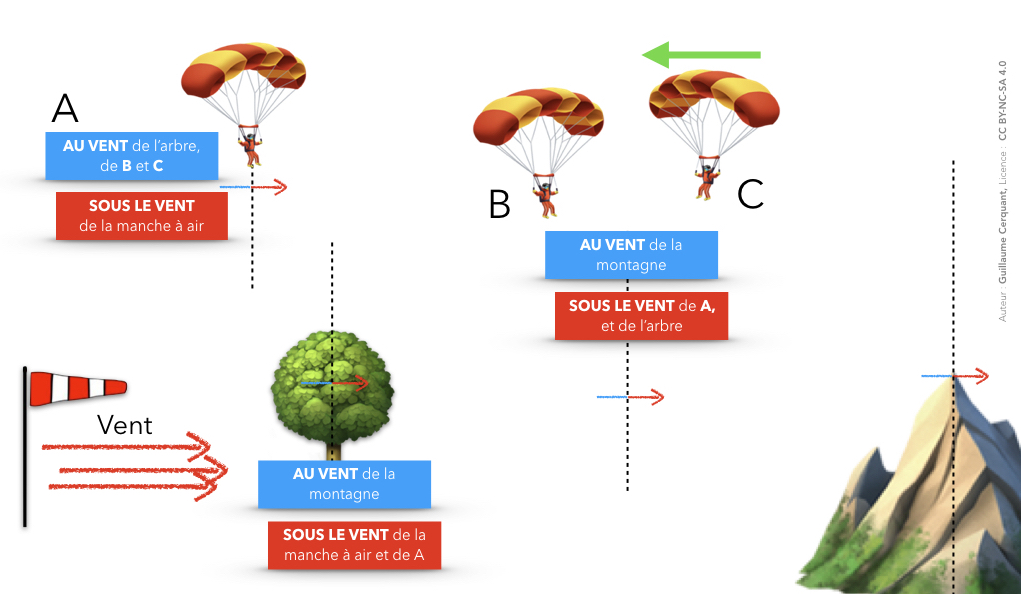 A
AU VENT de l'arbre,
de B et C
SOUS LE VENT
de la manche à air
B
C
AU VENT de la
montagne
SOUS LE VENT de A,
et de l'arbre
Vent
AU VENT de la
montagne
SOUS LE VENT de la
manche à air et de A
Auteur : Guillaume Cerquant, Licence : CC BY-NC-SA 4.0